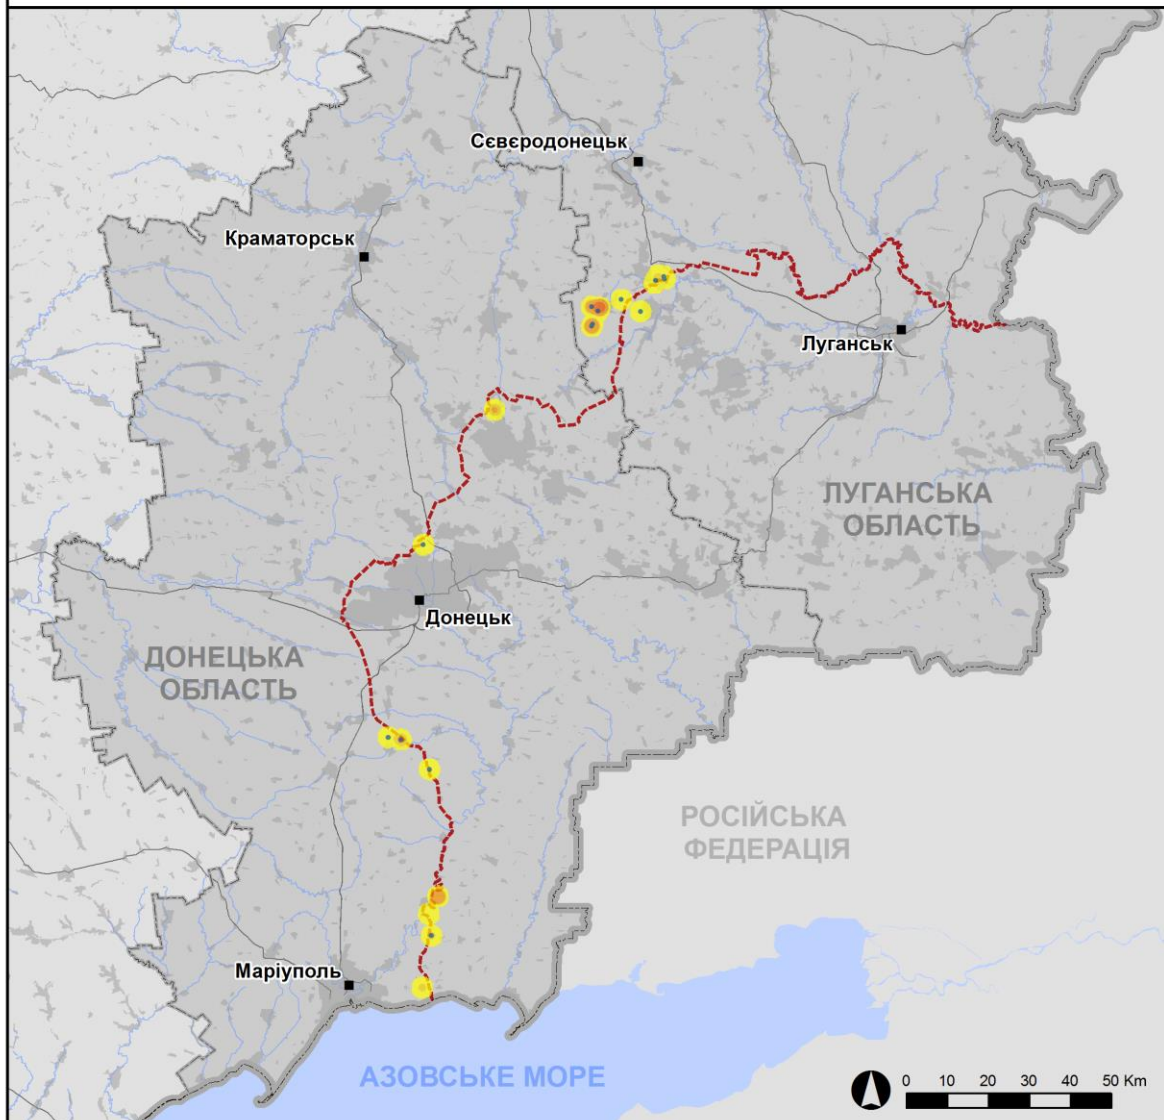 Сєвєродонецьк
Краматорськ
Луганськ
ЛУГАНСЬКА
ОБЛАСТЬ
Донецьк
ДОНЕЦЬКА
ОБЛАСТЬ
РОСІЙСЬКА
ФЕДЕРАЦІЯ
Маріуполь
АЗОВСЬКЕ МОРЕ
0 10 20 30 40 50 Km